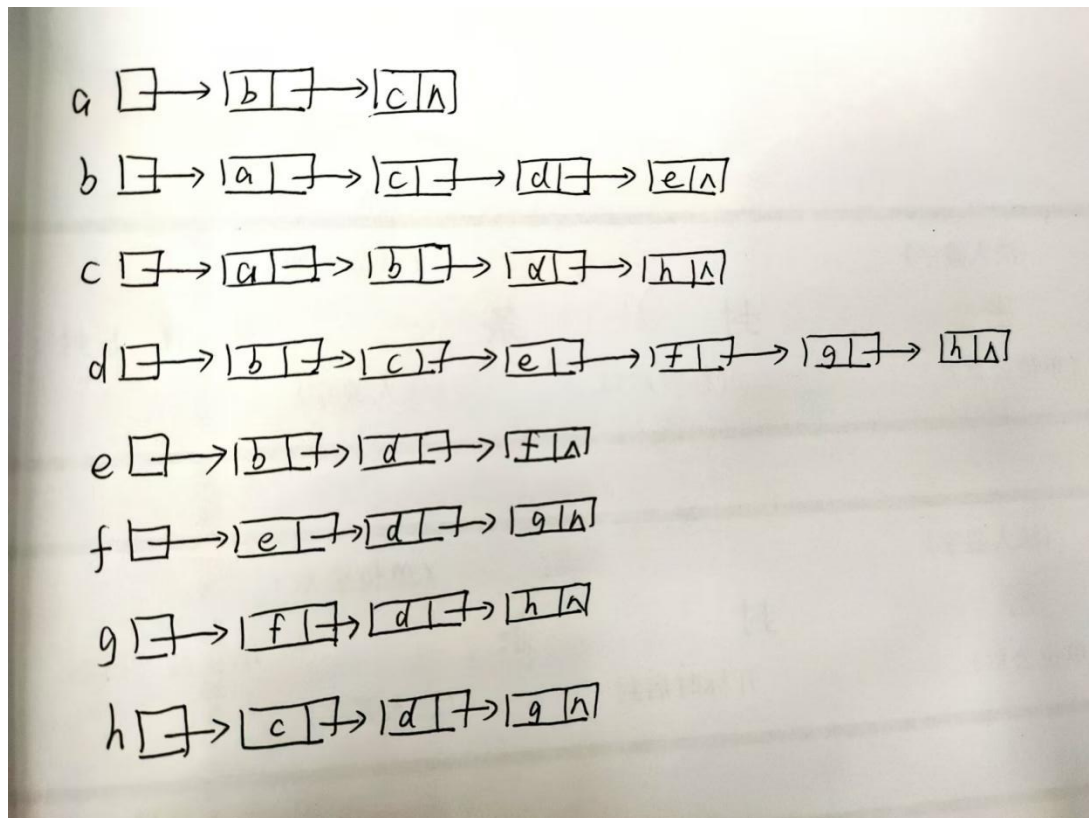 a b c ∧
b a c d e ∧
c a b d h ∧
d b c e f g h ∧
e b d f ∧
f e d g ∧
g f d h ∧
h c d g ∧